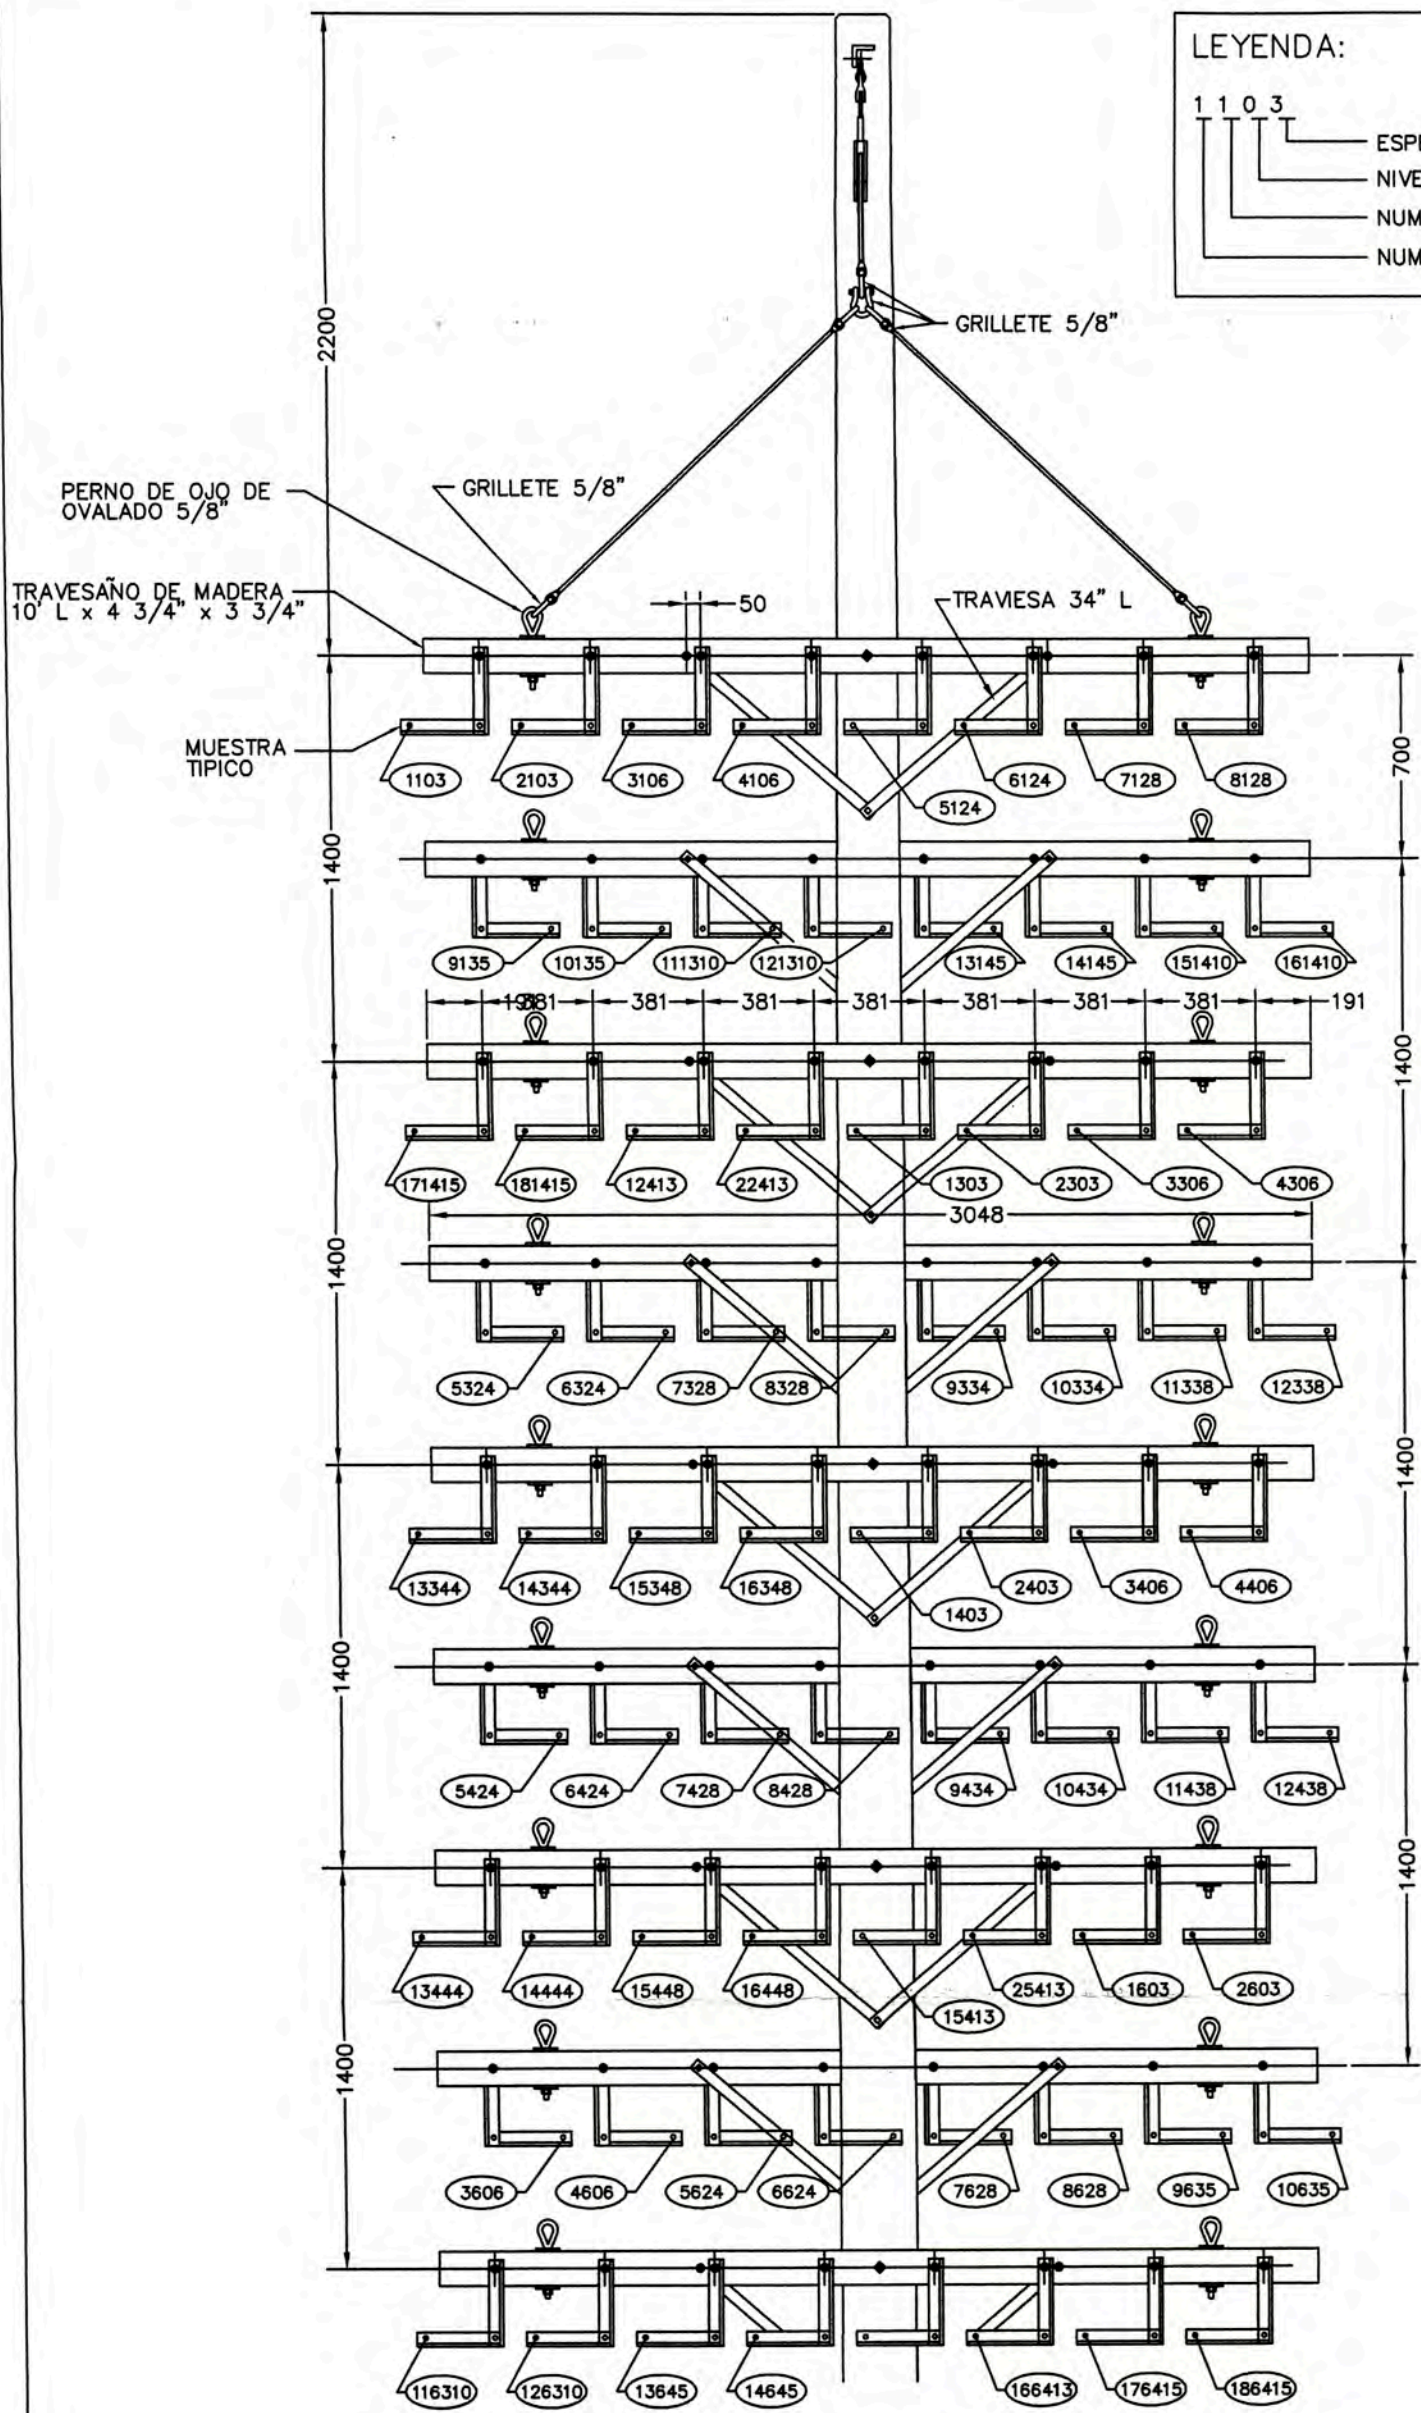 LEYENDA:
1 1 0 3
ESP
NIVE
NUM
NUM
2200
GRILLETE 5/8"
PERNO DE OJO DE
OVALADO 5/8"
GRILLETE 5/8"
TRAVESAÑO DE MADERA
10' L x 4 3/4" x 3 3/4"
50
TRAVIESA 34" L
MUESTRA
TIPICO
700
1103 2103 3106 4106 5124 6124 7128 8128
1400
9135 10135 111310 121310 13145 14145 151410 161410
191 381 381 381 381 381 381 381 191
1400
171415 181415 12413 22413 1303 2303 3306 4306
3048
1400
5324 6324 7328 8328 9334 10334 11338 12338
1400
13344 14344 15348 16348 1403 2403 3406 4406
1400
5424 6424 7428 8428 9434 10434 11438 12438
1400
13444 14444 15448 16448 15413 25413 1603 2603
1400
3606 4606 5624 6624 7628 8628 9635 10635
116310 126310 13645 14645 166413 176415 186415